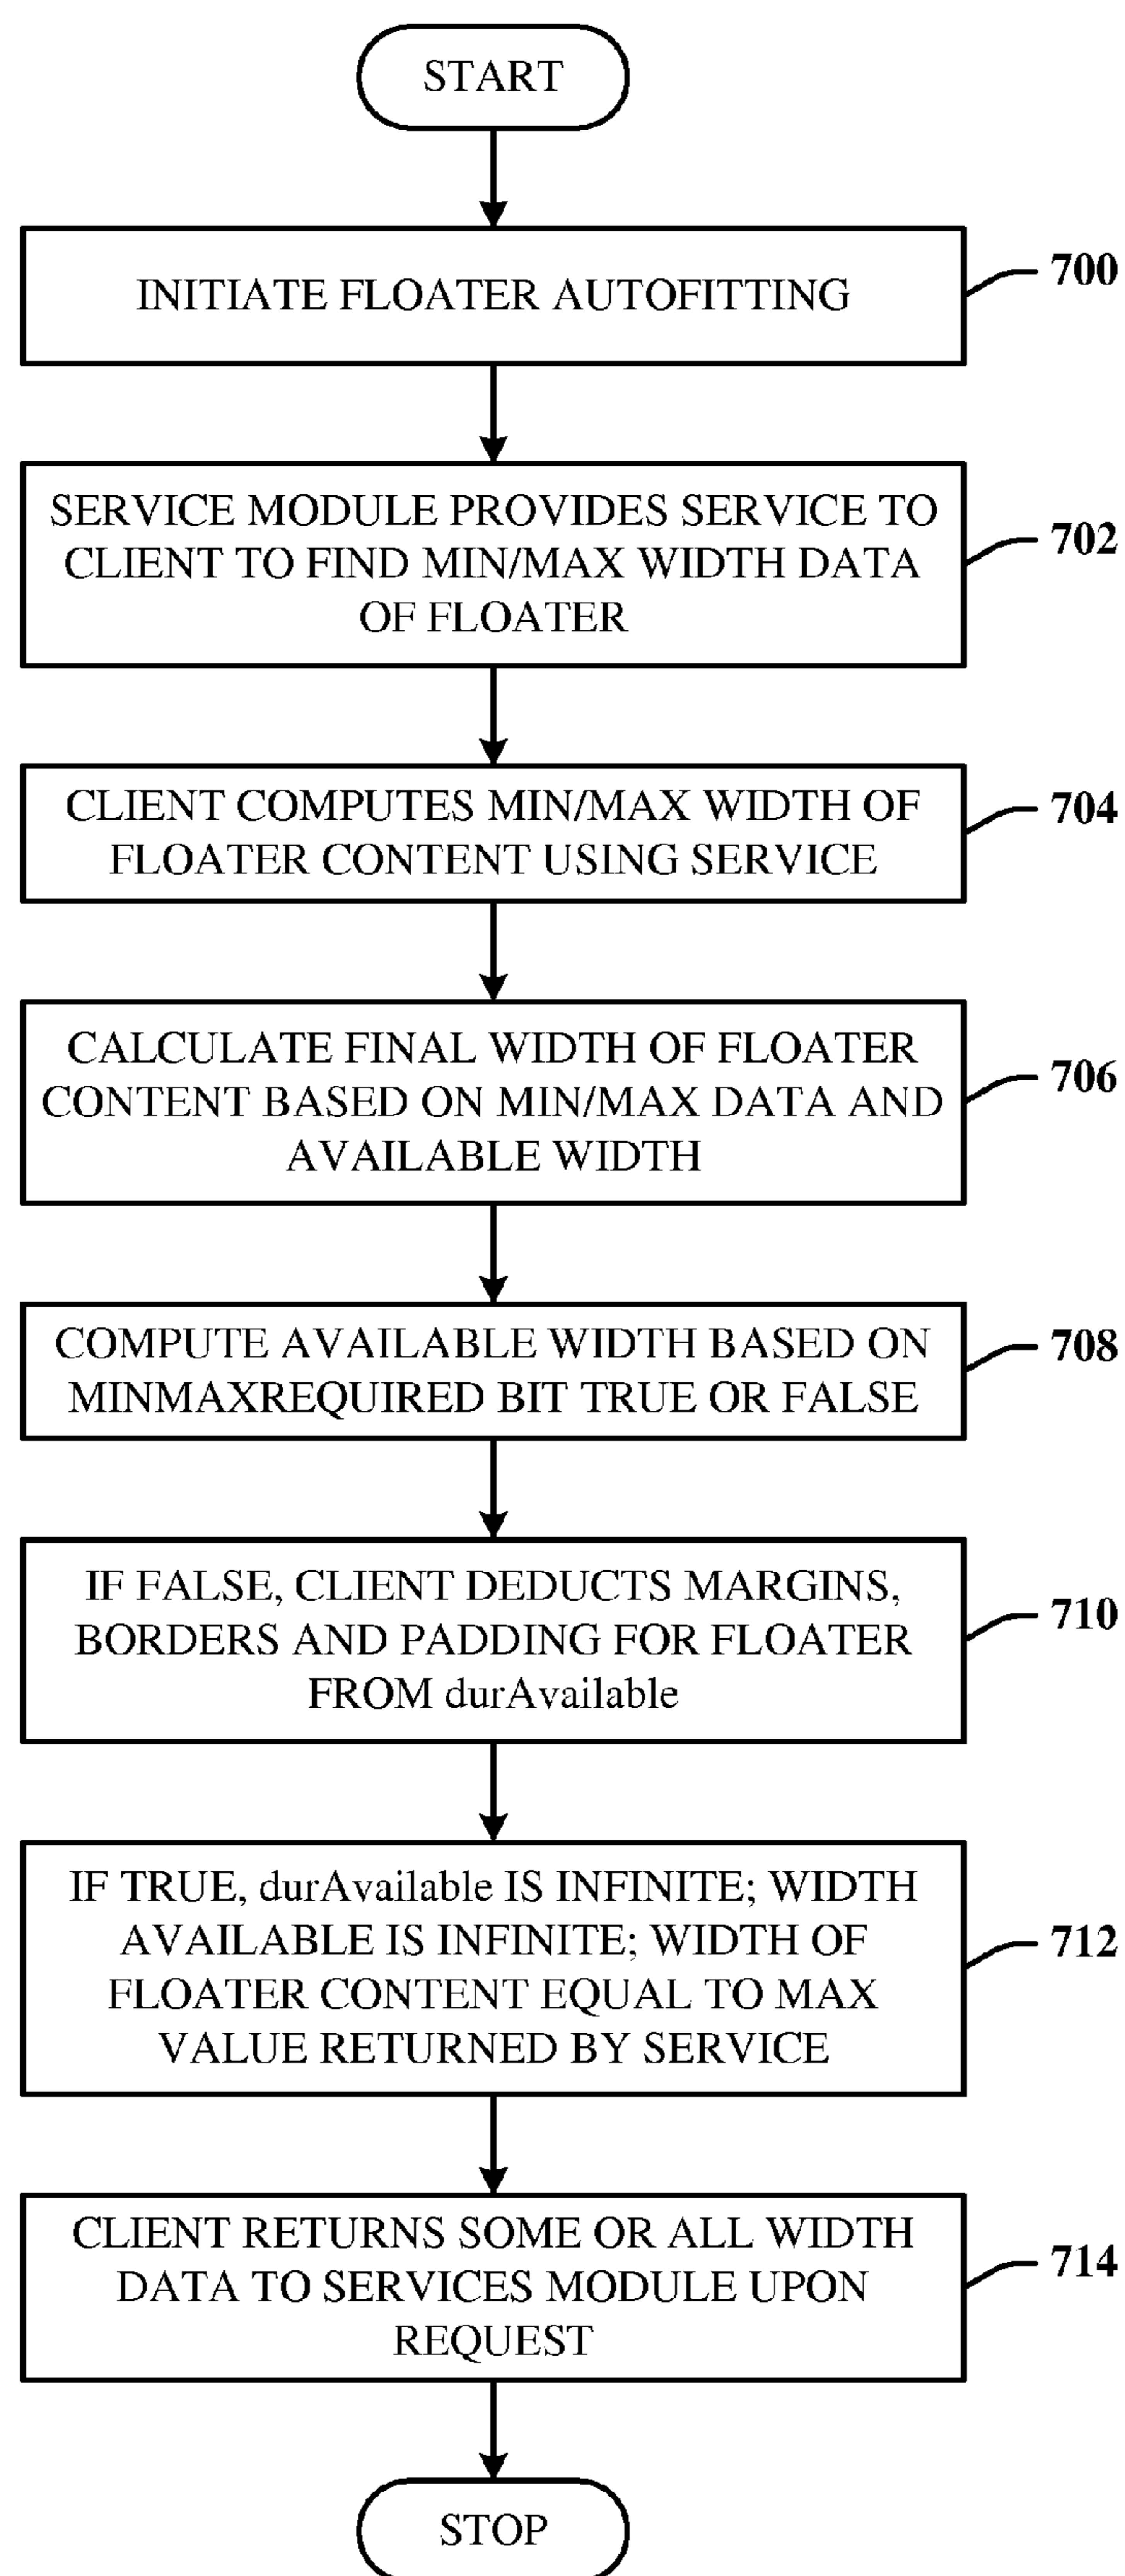 START
INITIATE FLOATER AUTOFITTING
700
SERVICE MODULE PROVIDES SERVICE TO
CLIENT TO FIND MIN/MAX WIDTH DATA
OF FLOATER
702
CLIENT COMPUTES MIN/MAX WIDTH OF
FLOATER CONTENT USING SERVICE
704
CALCULATE FINAL WIDTH OF FLOATER
CONTENT BASED ON MIN/MAX DATA AND
AVAILABLE WIDTH
706
COMPUTE AVAILABLE WIDTH BASED ON
MINMAXREQUIRED BIT TRUE OR FALSE
708
IF FALSE, CLIENT DEDUCTS MARGINS,
BORDERS AND PADDING FOR FLOATER
FROM durAvailable
710
IF TRUE, durAvailable IS INFINITE; WIDTH
AVAILABLE IS INFINITE; WIDTH OF
FLOATER CONTENT EQUAL TO MAX
VALUE RETURNED BY SERVICE
712
CLIENT RETURNS SOME OR ALL WIDTH
DATA TO SERVICES MODULE UPON
REQUEST
714
STOP